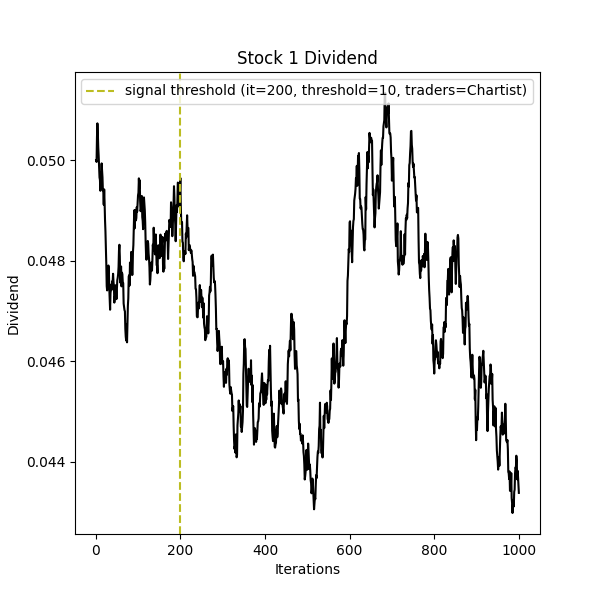 Stock 1 Dividend
signal threshold (it=200, threshold=10, traders=Chartist)
0.050
0.048
0.046
0.044
Dividend
0
200
400
600
800
1000
Iterations